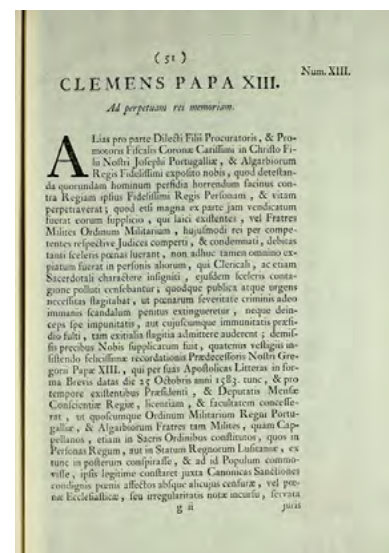 ( 51 )
Num. XIII.
CLEMENS PAPA XIII.
Ad perpetuam rei memoriam.
ALias pro parte Dilecti Filii Procuratoris, & Pro-
motoris Fiscalis Coronæ Carissimi in Christo Fi-
lii Nostri Josephi Portugalliæ, & Algarbiorum
Regis Fidelissimi exposito nobis, quod detestan-
da quorundam hominum perfidia horrendum facinus con-
tra Regiam ipsius Fidelissimi Regis Personam, & vitam
perpetraverat; quod etsi magna ex parte jam vendicatum
fuerat eorum supplicio, qui laici existentes, vel Fratres
Milites Ordinum Militarium, hujusmodi rei per compe-
tentes respective Judices comperti, & condemnati, debitas
tanti sceleris pœnas luerant, non adhuc tamen omnino ex-
piatum fuerat in personis aliorum, qui Clericali, ac etiam
Sacerdotali charactere insigniti, ejusdem sceleris conta-
gione polluti censebantur; quodque publica atque urgens
necessitas flagitabat, ut pœnarum severitate criminis adeo
immanis scandalum penitus extingueretur, neque dein-
ceps spe impunitatis, aut cujuscumque immunitatis præsi-
dio fulti, tam exitialia flagitia admittere auderent; demis-
sis precibus Nobis supplicatum fuit, quatenus vestigiis in-
sistendo felicissimæ recordationis Prædecessoris Nostri Gre-
gorii Papæ XIII., qui per suas Apostolicas Litteras in for-
ma Brevis datas die 25 Octobris anni 1583. tunc, & pro
tempore existentibus Præsidenti, & Deputatis Mensæ
Conscientiæ Regiæ, licentiam, & facultatem concesse-
rat, ut quoscumque Ordinum Militarium Regni Portu-
galliæ, & Algarbiorum Fratres tam Milites, quam Cap-
pellanos, etiam in Sacris Ordinibus constitutos, quos in
Personas Regum, aut in Statum Regnorum Lusitaniæ, ex
tunc in posterum conspirasse, & ad id Populum commo-
visse, ipsis legitime constaret juxta Canonicas Sanctiones
condignis pœnis affectos absque alicujus censuræ, vel pœ-
næ Ecclesiasticæ, seu irregularitatis notæ incursu, servata
g ii
juris